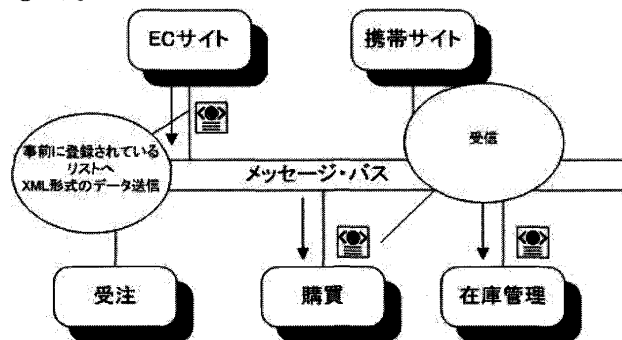 ECサイト
携帯サイト
事前に登録されている
リストへ
XML形式のデータ送信
受信
メッセージ・バス
受注
購買
在庫管理